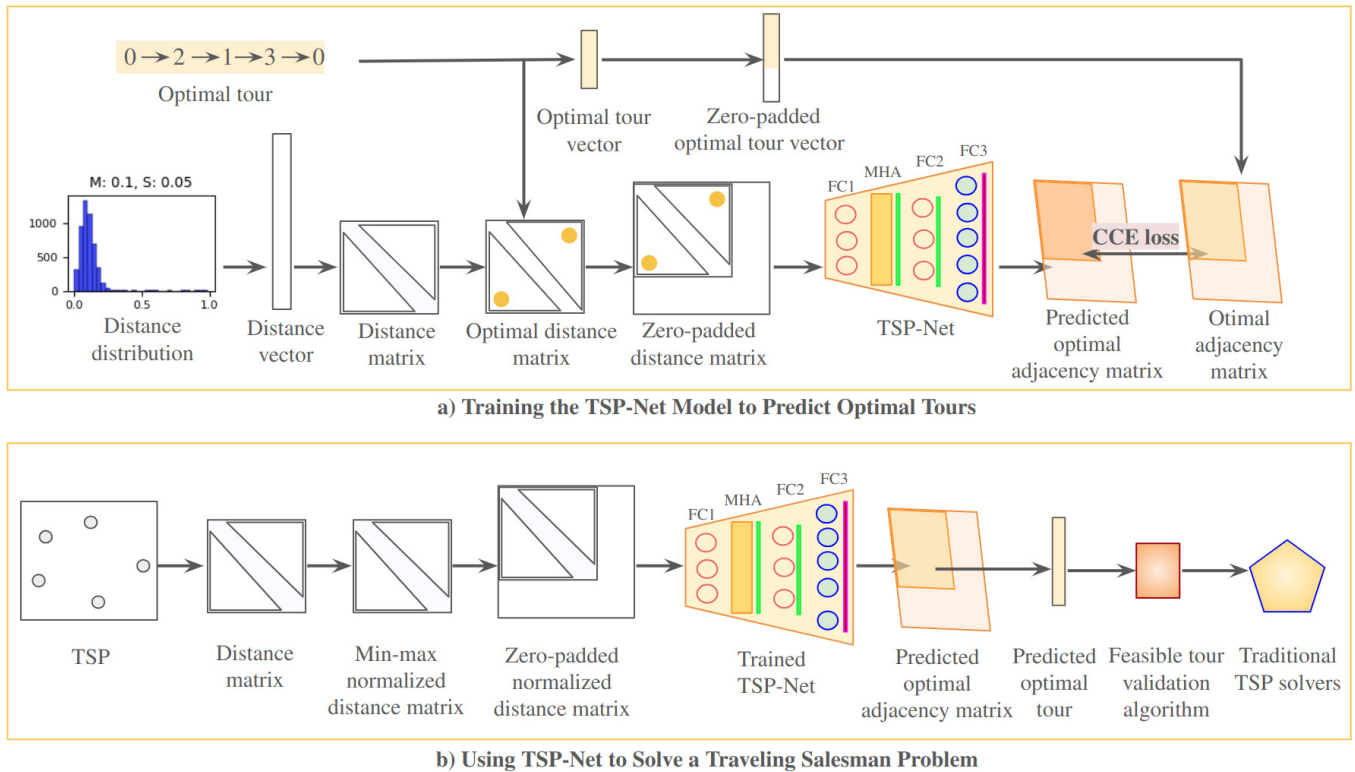 0→2→1→3→0
Optimal tour
Optimal tour
vector
Zero-padded
optimal tour vector
M: 0.1, S: 0.05
1000
500
0
0.0 0.5 1.0
Distance
distribution
Distance
vector
Distance
matrix
Optimal distance
matrix
Zero-padded
distance matrix
FC1
MHA
FC2
FC3
TSP-Net
CCE loss
Predicted
optimal
adjacency matrix
Otimal
adjacency
matrix
a) Training the TSP-Net Model to Predict Optimal Tours
TSP
Distance
matrix
Min-max
normalized
distance matrix
Zero-padded
normalized
distance matrix
FC1
MHA
FC2
FC3
Trained
TSP-Net
Predicted
optimal
adjacency matrix
Predicted
optimal
tour
Feasible tour
validation
algorithm
Traditional
TSP solvers
b) Using TSP-Net to Solve a Traveling Salesman Problem